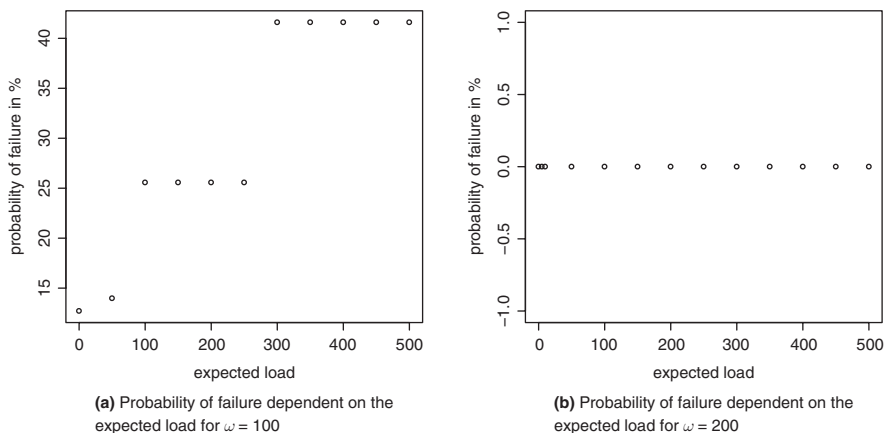 probability of failure in %
40
35
30
25
20
15
0 100 200 300 400 500
expected load
(a) Probability of failure dependent on the
expected load for ω = 100
probability of failure in %
1.0
0.5
0.0
−0.5
−1.0
0 100 200 300 400 500
expected load
(b) Probability of failure dependent on the
expected load for ω = 200